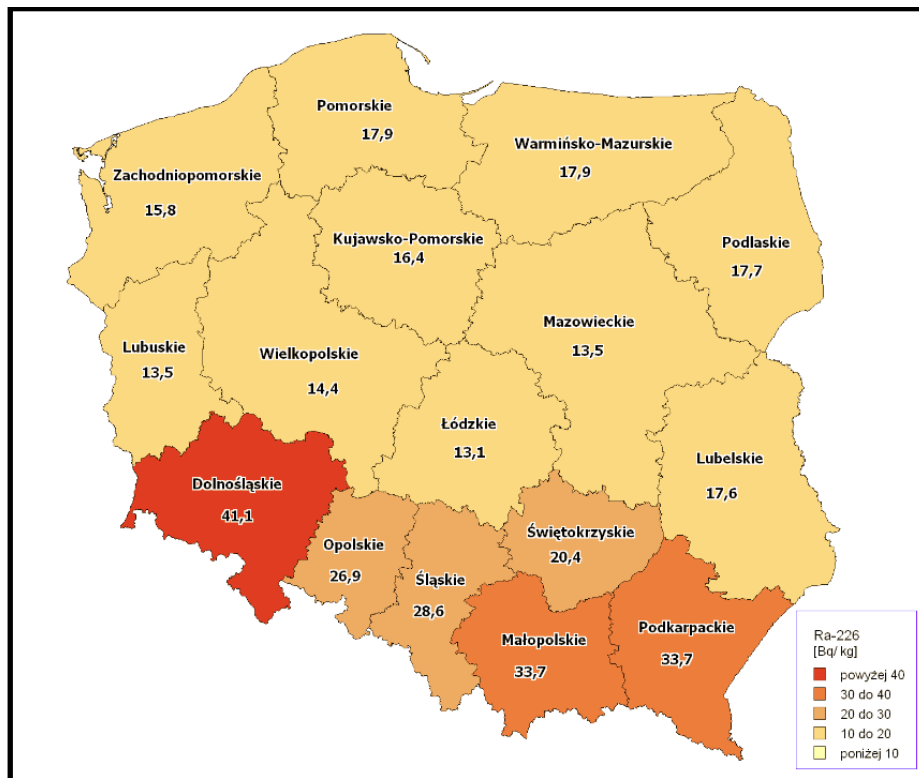 Pomorskie
17,9
Warmińsko-Mazurskie
17,9
Zachodniopomorskie
15,8
Kujawsko-Pomorskie
16,4
Podlaskie
17,7
Mazowieckie
13,5
Lubuskie
13,5
Wielkopolskie
14,4
Łódzkie
13,1
Lubelskie
17,6
Dolnośląskie
41,1
Opolskie
26,9
Śląskie
28,6
Świętokrzyskie
20,4
Małopolskie
33,7
Podkarpackie
33,7
Ra-226
[Bq/ kg]
powyżej 40
30 do 40
20 do 30
10 do 20
poniżej 10